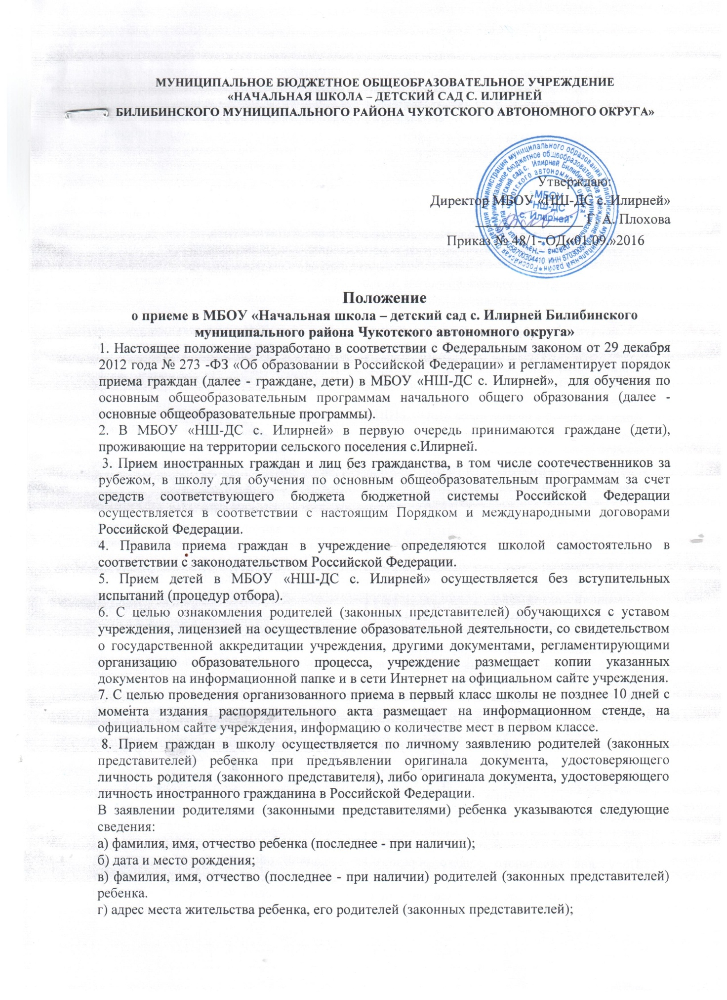 МУНИЦИПАЛЬНОЕ БЮДЖЕТНОЕ ОБЩЕОБРАЗОВАТЕЛЬНОЕ УЧРЕЖДЕНИЕ
«НАЧАЛЬНАЯ ШКОЛА – ДЕТСКИЙ САД С. ИЛИРНЕЙ
БИЛИБИНСКОГО МУНИЦИПАЛЬНОГО РАЙОНА ЧУКОТСКОГО АВТОНОМНОГО ОКРУГА»
Утверждаю:
Директор МБОУ «НШ-ДС с. Илирней»
Г. А. Плохова
Приказ № 48/1- ОД«01.09.»2016
МБОУ
"НШ-ДС
с. Илирней"
Положение
о приеме в МБОУ «Начальная школа – детский сад с. Илирней Билибинского
муниципального района Чукотского автономного округа»
1. Настоящее положение разработано в соответствии с Федеральным законом от 29 декабря
2012 года № 273 -ФЗ «Об образовании в Российской Федерации» и регламентирует порядок
приема граждан (далее - граждане, дети) в МБОУ «НШ-ДС с. Илирней», для обучения по
основным общеобразовательным программам начального общего образования (далее -
основные общеобразовательные программы).
2. В МБОУ «НШ-ДС с. Илирней» в первую очередь принимаются граждане (дети),
проживающие на территории сельского поселения с.Илирней.
3. Прием иностранных граждан и лиц без гражданства, в том числе соотечественников за
рубежом, в школу для обучения по основным общеобразовательным программам за счет
средств соответствующего бюджета бюджетной системы Российской Федерации
осуществляется в соответствии с настоящим Порядком и международными договорами
Российской Федерации.
4. Правила приема граждан в учреждение определяются школой самостоятельно в
соответствии с законодательством Российской Федерации.
5. Прием детей в МБОУ «НШ-ДС с. Илирней» осуществляется без вступительных
испытаний (процедур отбора).
6. С целью ознакомления родителей (законных представителей) обучающихся с уставом
учреждения, лицензией на осуществление образовательной деятельности, со свидетельством
о государственной аккредитации учреждения, другими документами, регламентирующими
организацию образовательного процесса, учреждение размещает копии указанных
документов на информационной папке и в сети Интернет на официальном сайте учреждения.
7. С целью проведения организованного приема в первый класс школы не позднее 10 дней с
момента издания распорядительного акта размещает на информационном стенде, на
официальном сайте учреждения, информацию о количестве мест в первом классе.
8. Прием граждан в школу осуществляется по личному заявлению родителей (законных
представителей) ребенка при предъявлении оригинала документа, удостоверяющего
личность родителя (законного представителя), либо оригинала документа, удостоверяющего
личность иностранного гражданина в Российской Федерации.
В заявлении родителями (законными представителями) ребенка указываются следующие
сведения:
а) фамилия, имя, отчество ребенка (последнее - при наличии);
б) дата и место рождения;
в) фамилия, имя, отчество (последнее - при наличии) родителей (законных представителей)
ребенка.
г) адрес места жительства ребенка, его родителей (законных представителей);